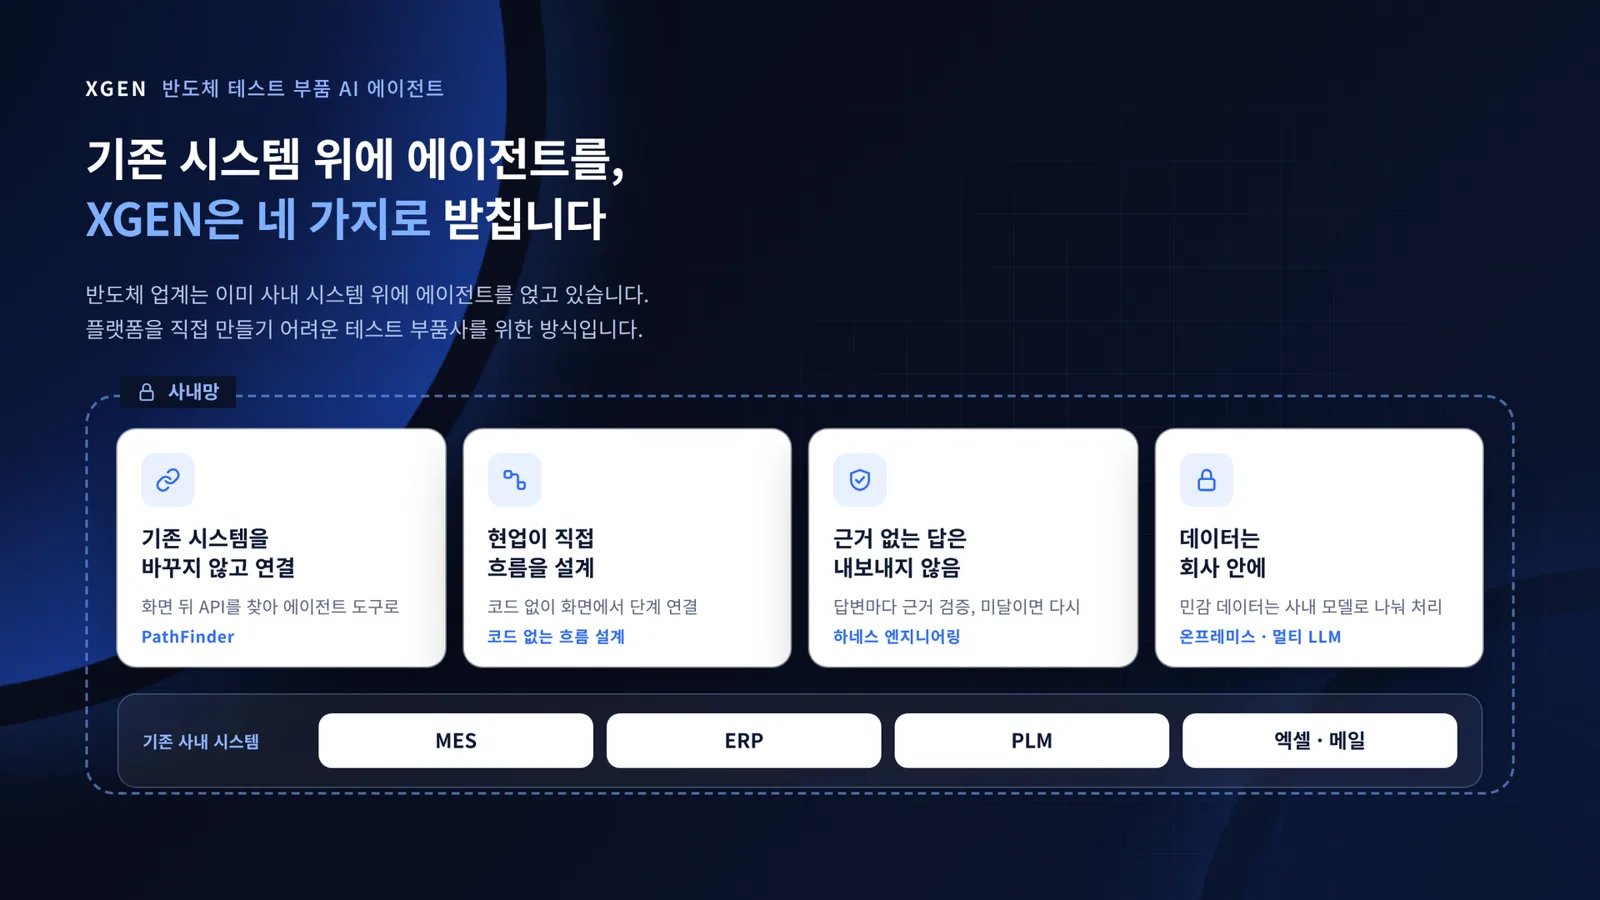 XGEN 반도체 테스트 부품 AI 에이전트
기존 시스템 위에 에이전트를,
XGEN은 네 가지로 받칩니다
반도체 업계는 이미 사내 시스템 위에 에이전트를 얹고 있습니다.
플랫폼을 직접 만들기 어려운 테스트 부품사를 위한 방식입니다.
사내망
기존 시스템을
바꾸지 않고 연결
화면 뒤 API를 찾아 에이전트 도구로
PathFinder
현업이 직접
흐름을 설계
코드 없이 화면에서 단계 연결
코드 없는 흐름 설계
근거 없는 답은
내보내지 않음
답변마다 근거 검증, 미달이면 다시
하네스 엔지니어링
데이터는
회사 안에
민감 데이터는 사내 모델로 나눠 처리
온프레미스 · 멀티 LLM
기존 사내 시스템
MES
ERP
PLM
엑셀 · 메일